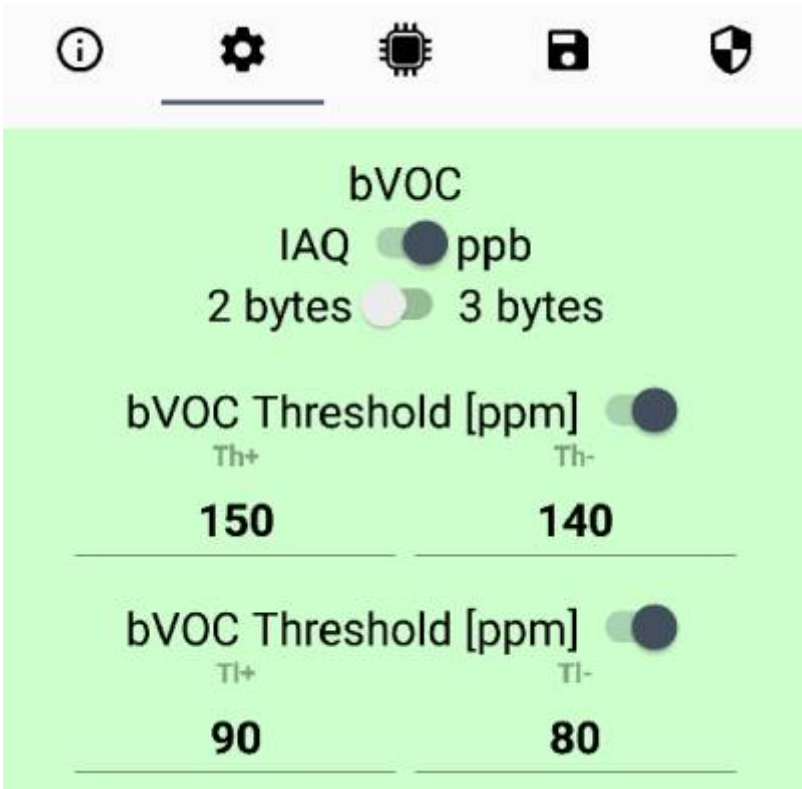 bVOC
IAQ ppb
2 bytes 3 bytes
bVOC Threshold [ppm]
Th+ Th-
150 140
bVOC Threshold [ppm]
Tl+ Tl-
90 80